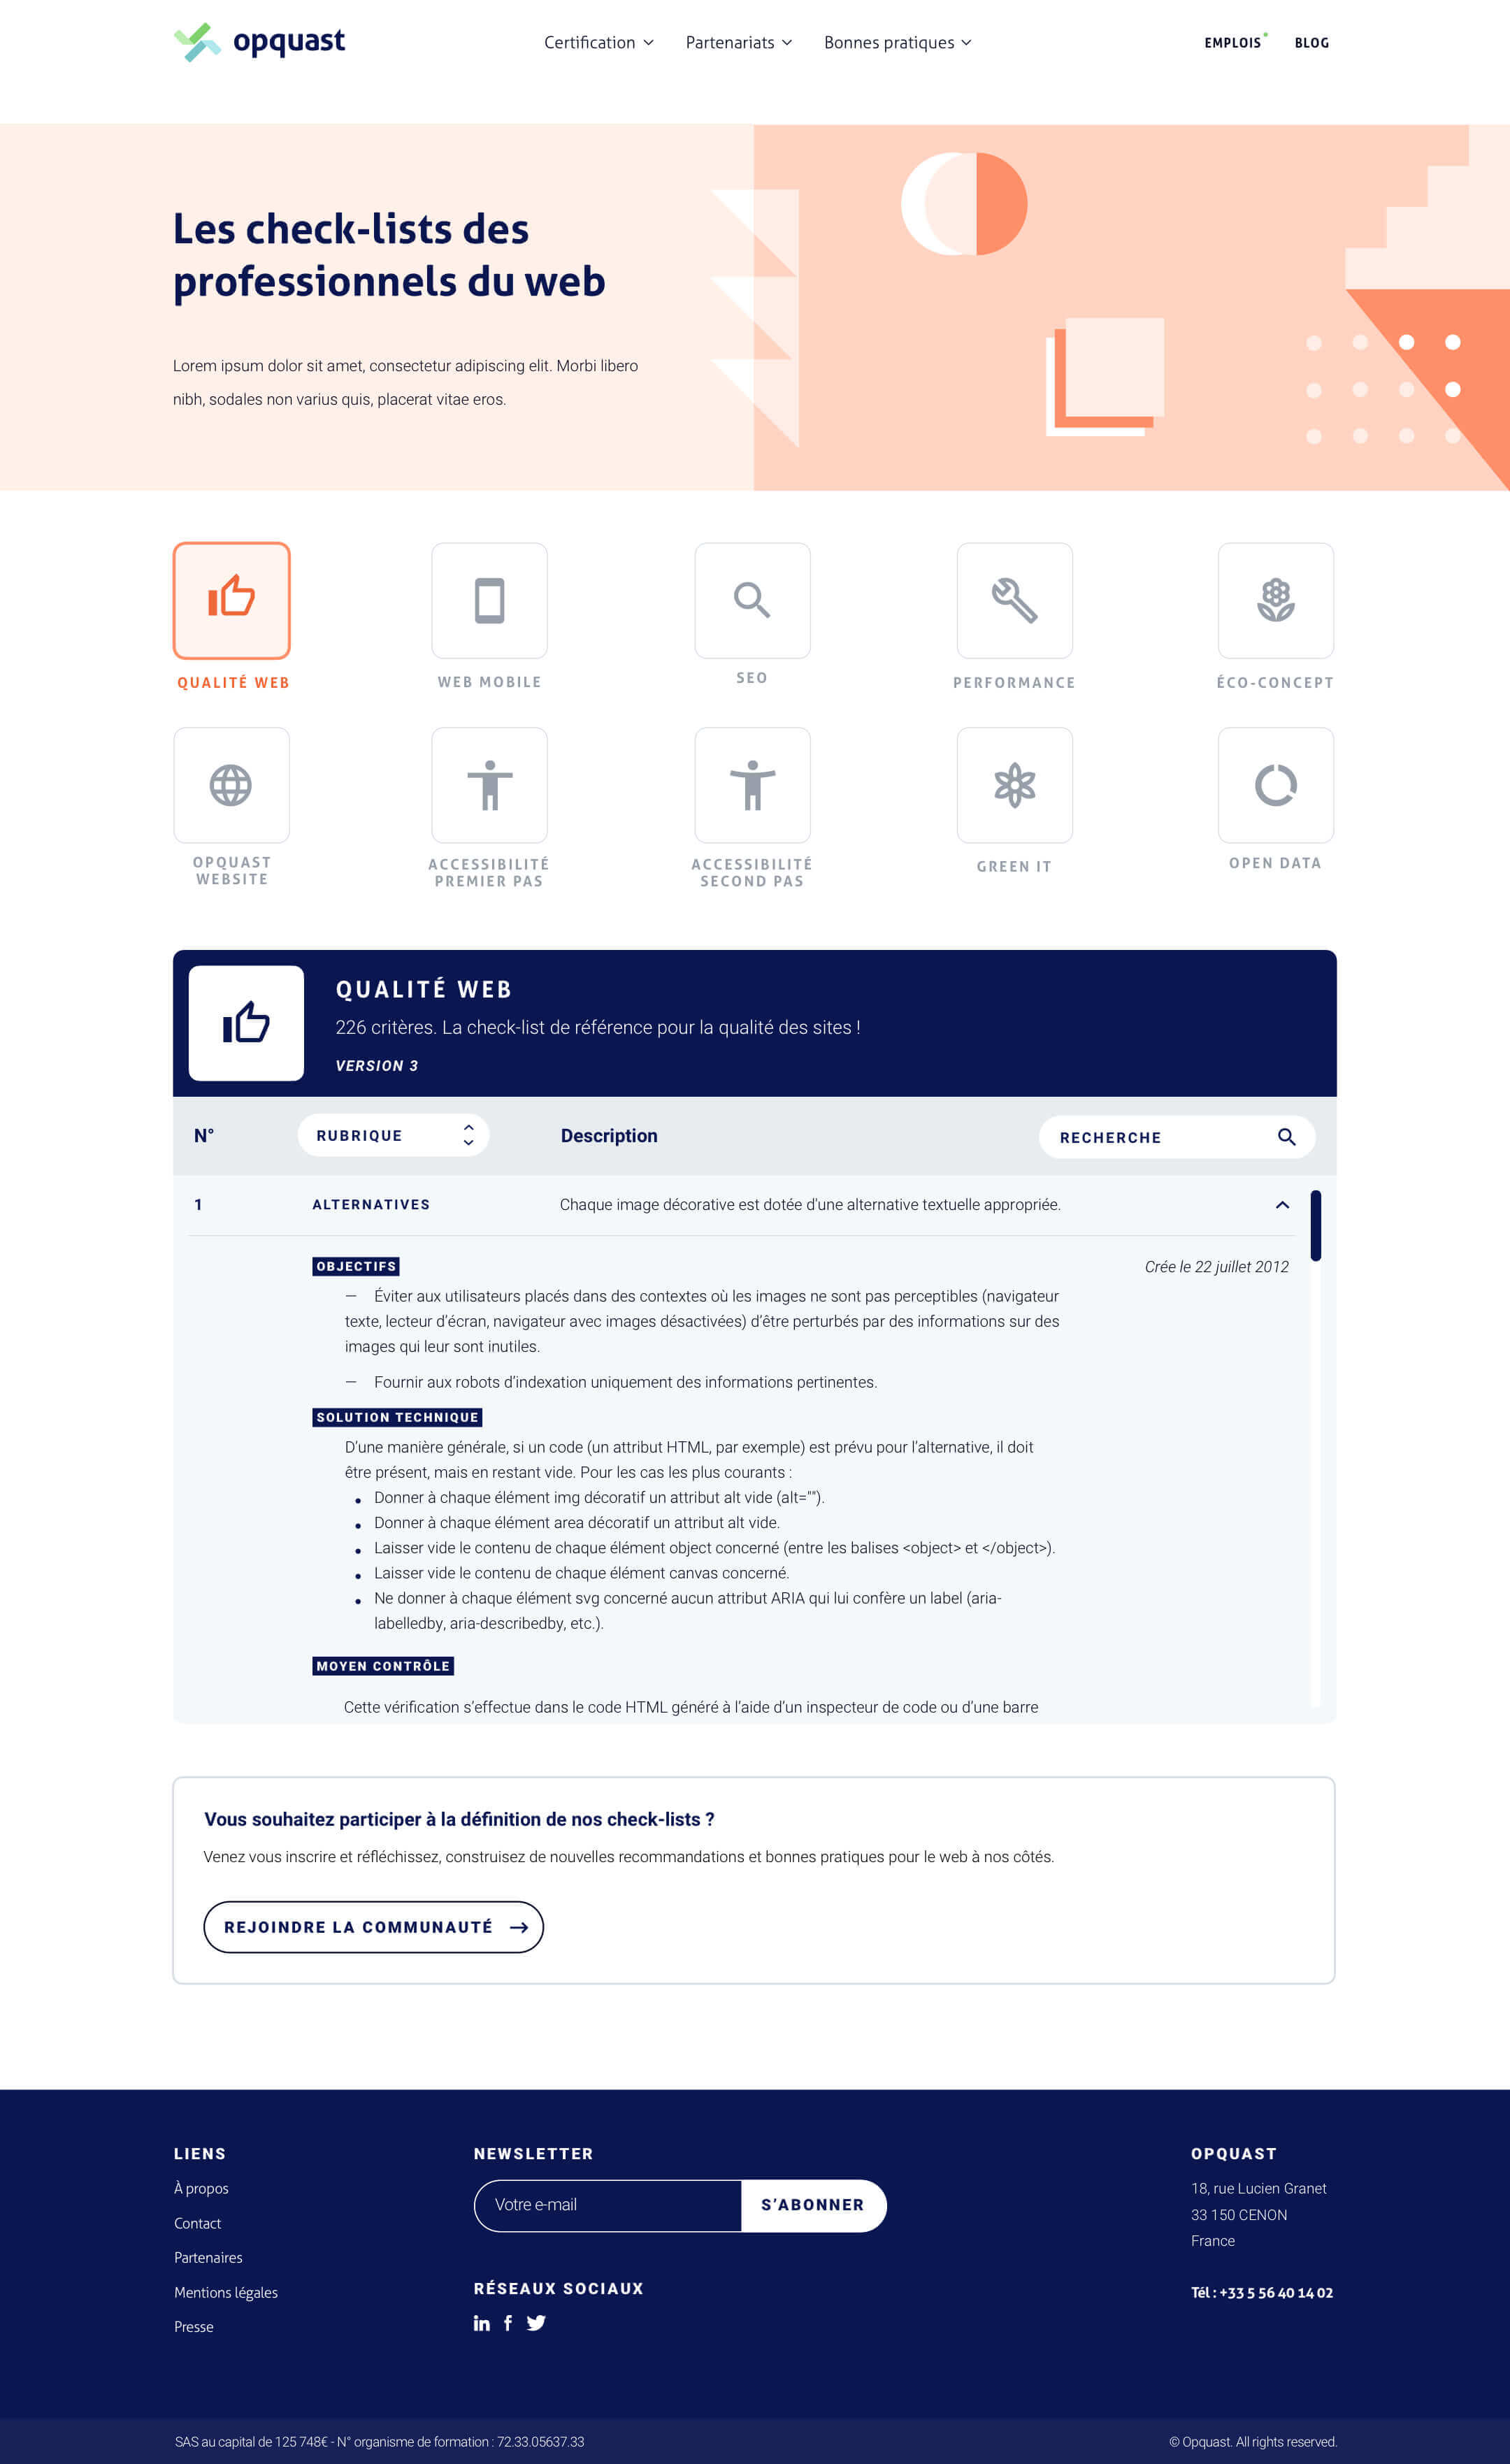 opquast
Certification
Partenariats
Bonnes pratiques
EMPLOIS
BLOG
Les check-lists des
professionnels du web
Lorem ipsum dolor sit amet, consectetur adipiscing elit. Morbi libero
nibh, sodales non varius quis, placerat vitae eros.
QUALITÉ WEB
WEB MOBILE
SEO
PERFORMANCE
ÉCO-CONCEPT
OPQUAST
WEBSITE
ACCESSIBILITÉ
PREMIER PAS
ACCESSIBILITÉ
SECOND PAS
GREEN IT
OPEN DATA
QUALITÉ WEB
226 critères. La check-list de référence pour la qualité des sites !
VERSION 3
N°
RUBRIQUE
Description
RECHERCHE
1
ALTERNATIVES
Chaque image décorative est dotée d'une alternative textuelle appropriée.
OBJECTIFS
Crée le 22 juillet 2012
— Éviter aux utilisateurs placés dans des contextes où les images ne sont pas perceptibles (navigateur
texte, lecteur d’écran, navigateur avec images désactivées) d’être perturbés par des informations sur des
images qui leur sont inutiles.
— Fournir aux robots d’indexation uniquement des informations pertinentes.
SOLUTION TECHNIQUE
D’une manière générale, si un code (un attribut HTML, par exemple) est prévu pour l’alternative, il doit
être présent, mais en restant vide. Pour les cas les plus courants :
• Donner à chaque élément img décoratif un attribut alt vide (alt="").
• Donner à chaque élément area décoratif un attribut alt vide.
• Laisser vide le contenu de chaque élément object concerné (entre les balises <object> et </object>).
• Laisser vide le contenu de chaque élément canvas concerné.
• Ne donner à chaque élément svg concerné aucun attribut ARIA qui lui confère un label (aria-
labelledby, aria-describedby, etc.).
MOYEN CONTRÔLE
Cette vérification s’effectue dans le code HTML généré à l’aide d’un inspecteur de code ou d’une barre
Vous souhaitez participer à la définition de nos check-lists ?
Venez vous inscrire et réfléchissez, construisez de nouvelles recommandations et bonnes pratiques pour le web à nos côtés.
REJOINDRE LA COMMUNAUTÉ →
LIENS
À propos
Contact
Partenaires
Mentions légales
Presse
NEWSLETTER
Votre e-mail
S’ABONNER
RÉSEAUX SOCIAUX
OPQUAST
18, rue Lucien Granet
33 150 CENON
France
Tél : +33 5 56 40 14 02
SAS au capital de 125 748€ - N° organisme de formation : 72.33.05637.33
© Opquast. All rights reserved.